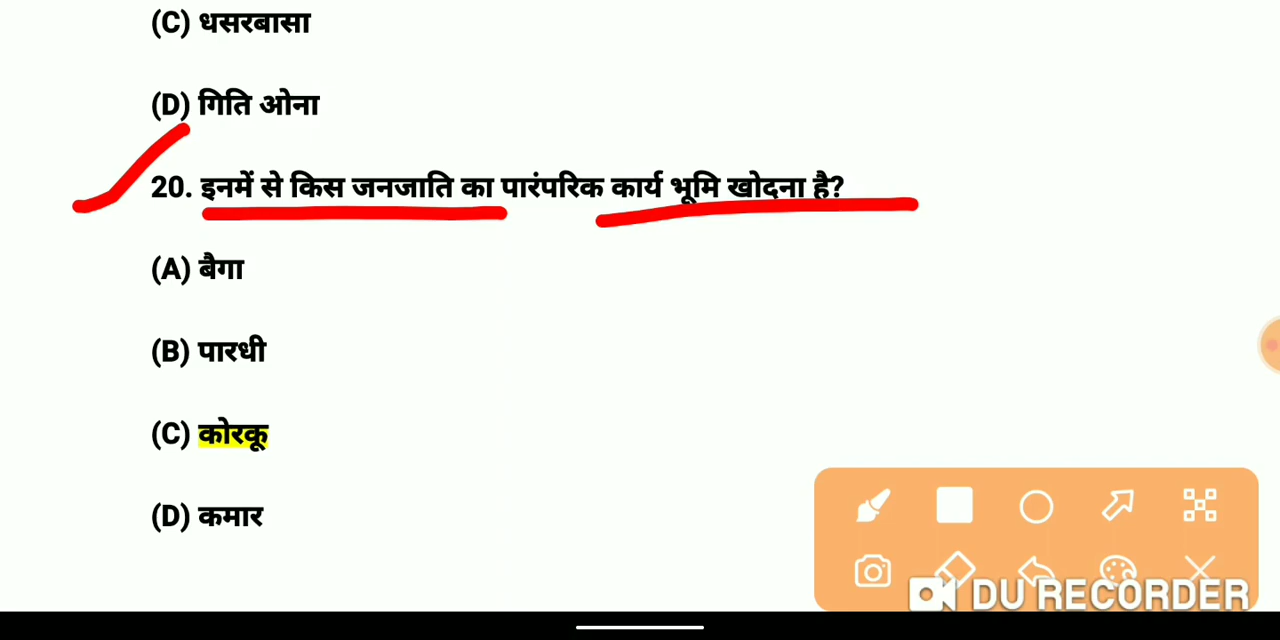 (C) धसरबासा
(D) गिति ओना
20. इनमें से किस जनजाति का पारंपरिक कार्य भूमि खोदना है?
(A) बैगा
(B) पारधी
(C) कोरकू
(D) कमार
DU RECORDER